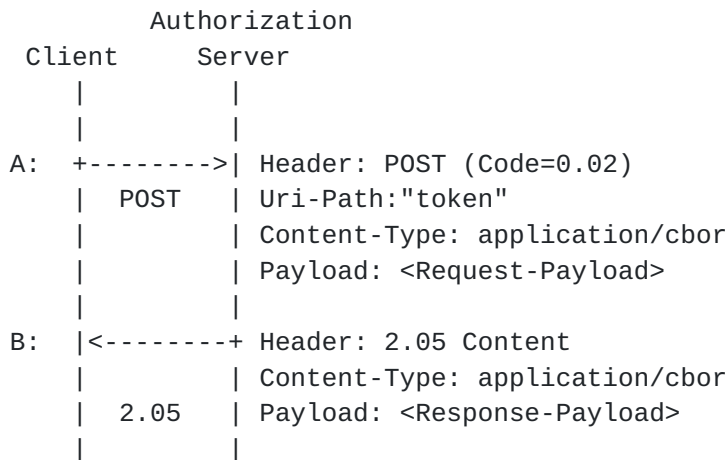 Authorization
 Client     Server
    |         |
    |         |
A:  +-------->| Header: POST (Code=0.02)
    |  POST   | Uri-Path:"token"
    |         | Content-Type: application/cbor
    |         | Payload: <Request-Payload>
    |         |
B:  |<--------+ Header: 2.05 Content
    |         | Content-Type: application/cbor
    |  2.05   | Payload: <Response-Payload>
    |         |